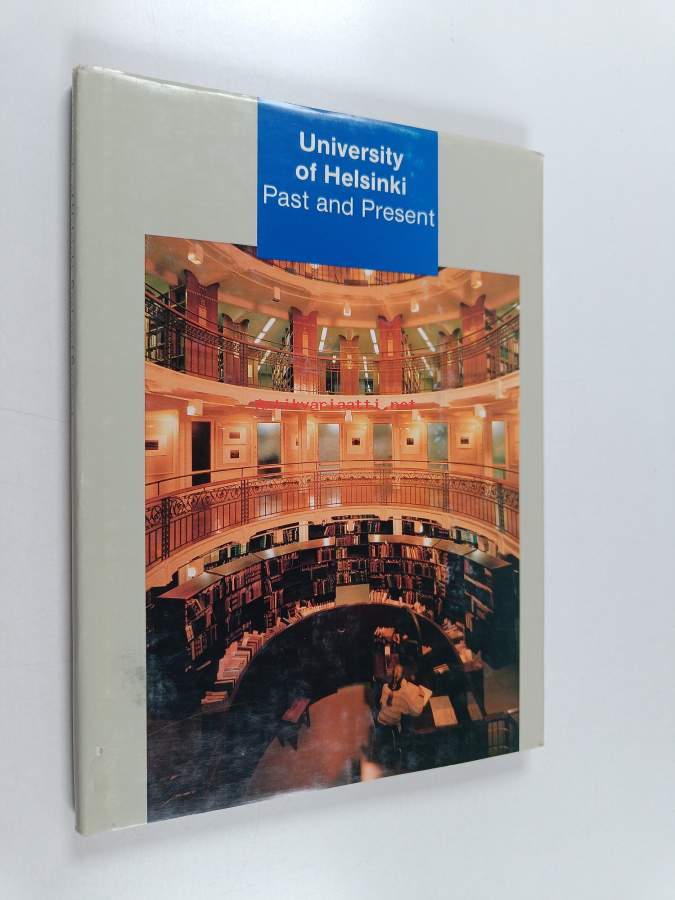 University
of Helsinki
Past and Present
Antikvariaatti.net